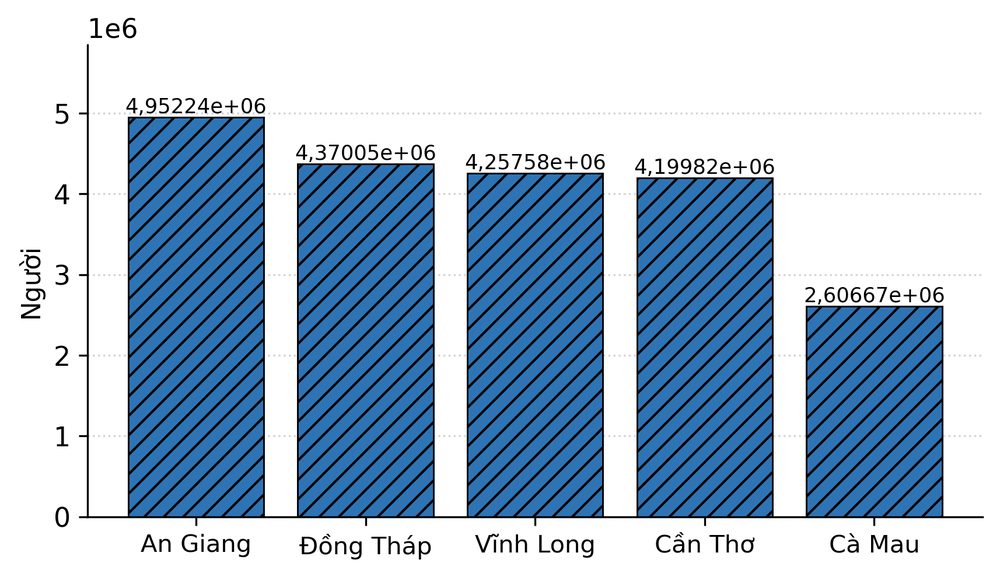 1e6
4,95224e+06
4,37005e+06
4,25758e+06
4,19982e+06
2,60667e+06
5
4
3
2
1
0
Người
An Giang
Đồng Tháp
Vĩnh Long
Cần Thơ
Cà Mau